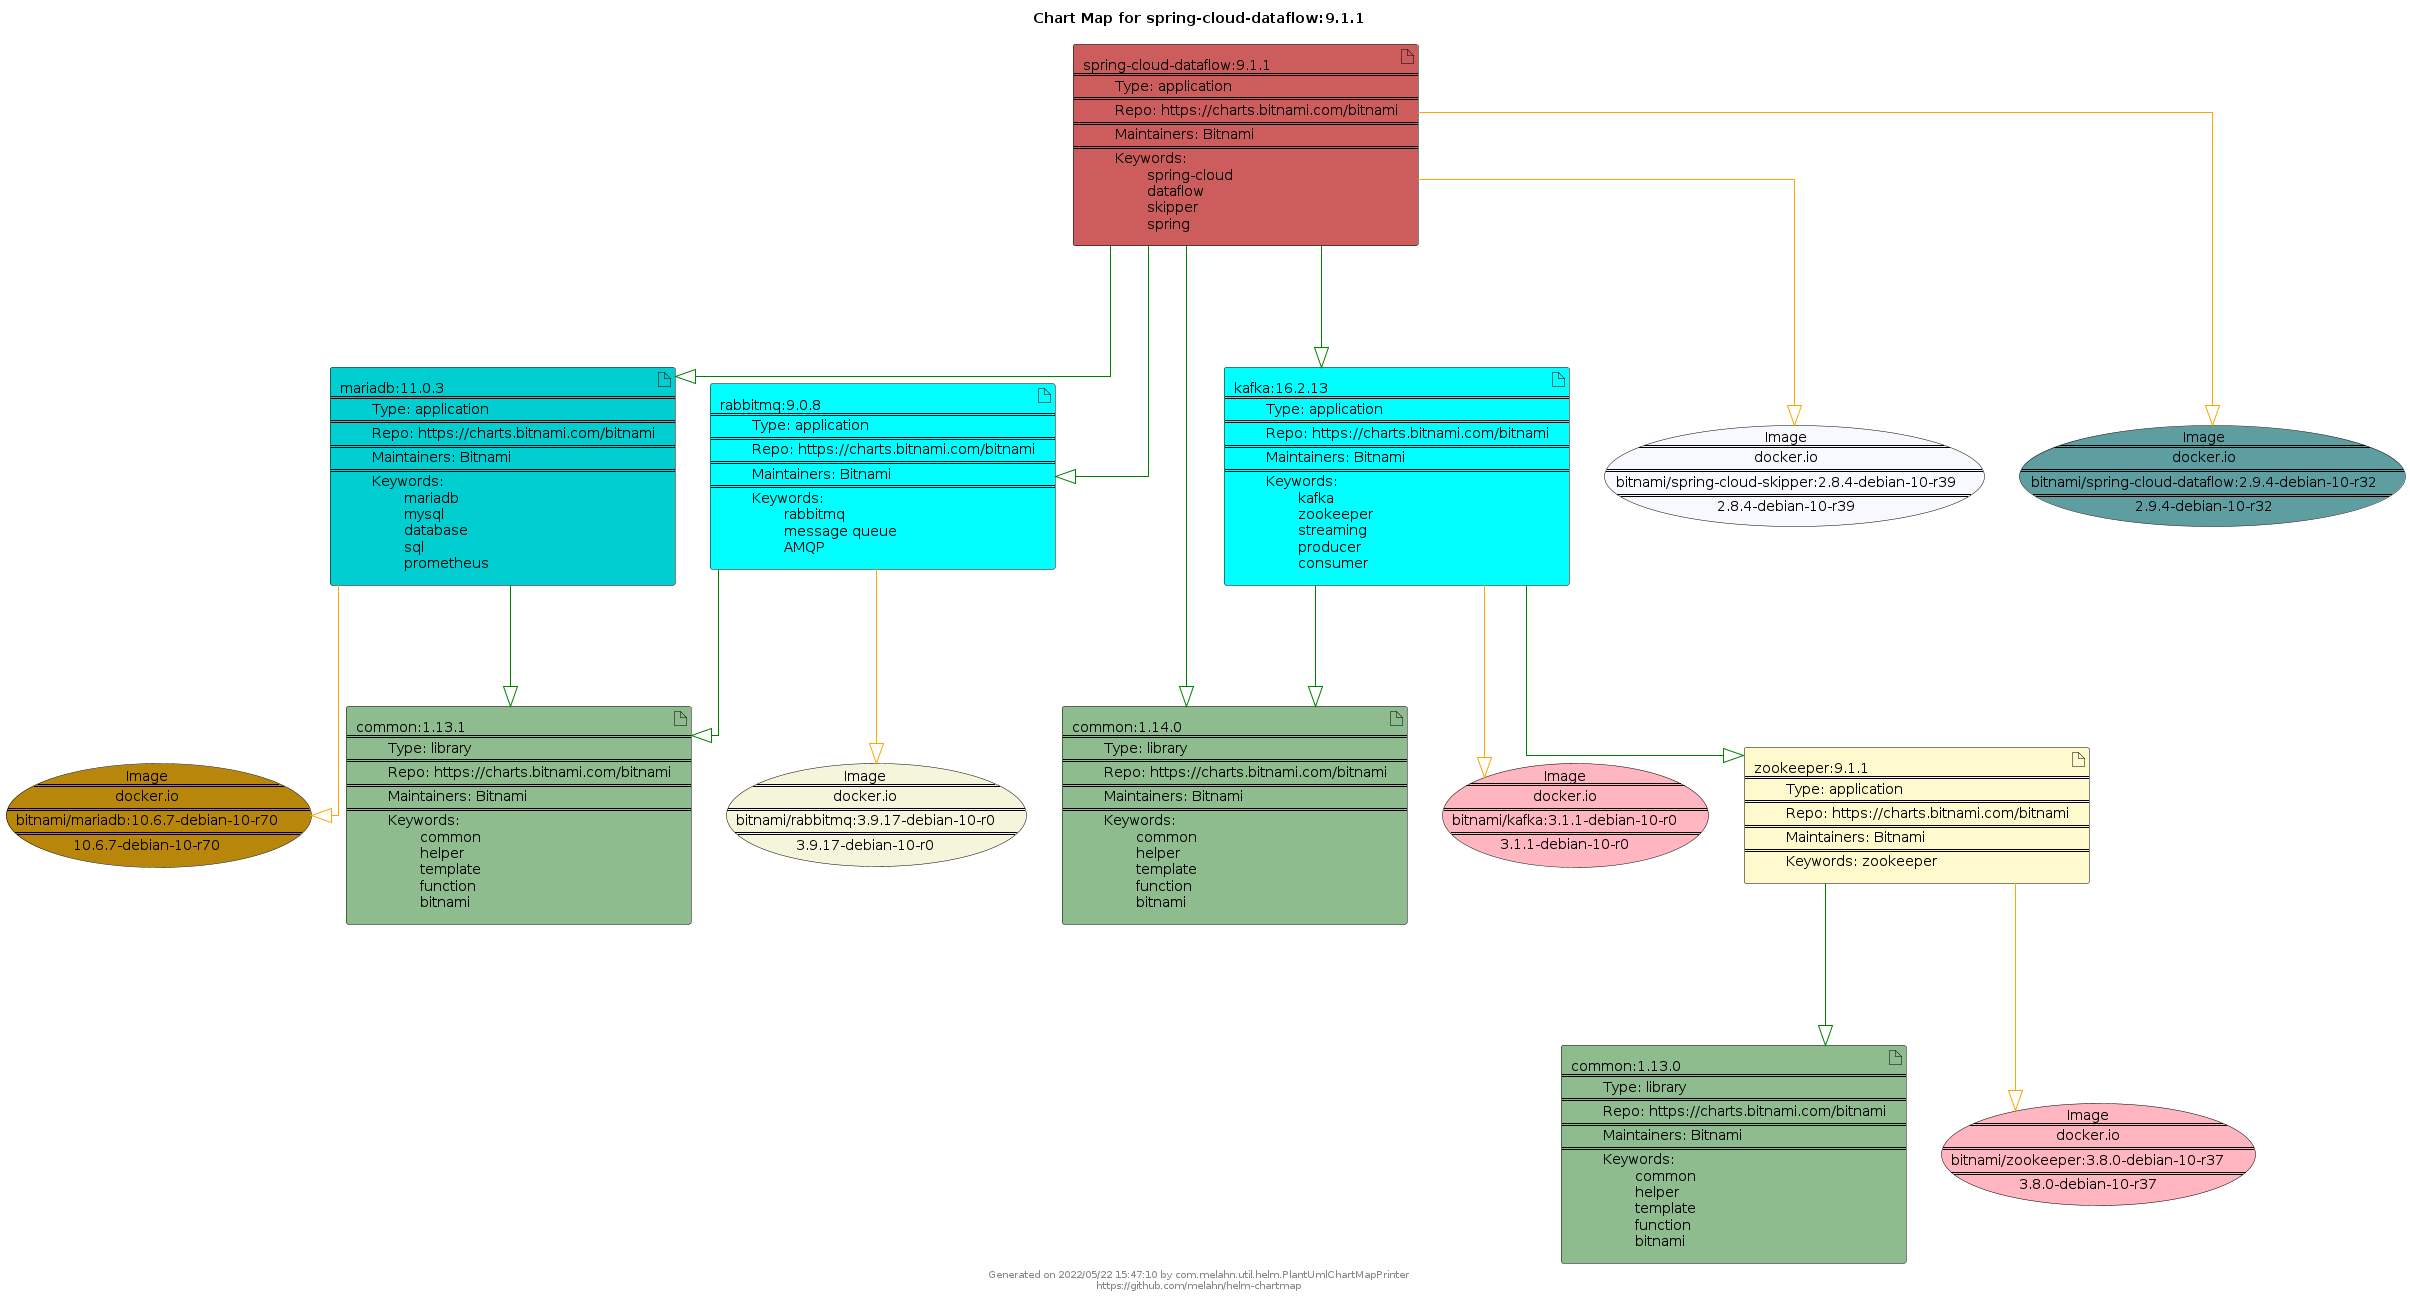 Chart Map for spring-cloud-dataflow:9.1.1
spring-cloud-dataflow:9.1.1
Type: application
Repo: https://charts.bitnami.com/bitnami
Maintainers: Bitnami
Keywords:
spring-cloud
dataflow
skipper
spring
mariadb:11.0.3
Type: application
Repo: https://charts.bitnami.com/bitnami
Maintainers: Bitnami
Keywords:
mariadb
mysql
database
sql
prometheus
rabbitmq:9.0.8
Type: application
Repo: https://charts.bitnami.com/bitnami
Maintainers: Bitnami
Keywords:
rabbitmq
message queue
AMQP
kafka:16.2.13
Type: application
Repo: https://charts.bitnami.com/bitnami
Maintainers: Bitnami
Keywords:
kafka
zookeeper
streaming
producer
consumer
Image
docker.io
bitnami/spring-cloud-skipper:2.8.4-debian-10-r39
2.8.4-debian-10-r39
Image
docker.io
bitnami/spring-cloud-dataflow:2.9.4-debian-10-r32
2.9.4-debian-10-r32
Image
docker.io
bitnami/mariadb:10.6.7-debian-10-r70
10.6.7-debian-10-r70
common:1.13.1
Type: library
Repo: https://charts.bitnami.com/bitnami
Maintainers: Bitnami
Keywords:
common
helper
template
function
bitnami
Image
docker.io
bitnami/rabbitmq:3.9.17-debian-10-r0
3.9.17-debian-10-r0
common:1.14.0
Type: library
Repo: https://charts.bitnami.com/bitnami
Maintainers: Bitnami
Keywords:
common
helper
template
function
bitnami
Image
docker.io
bitnami/kafka:3.1.1-debian-10-r0
3.1.1-debian-10-r0
zookeeper:9.1.1
Type: application
Repo: https://charts.bitnami.com/bitnami
Maintainers: Bitnami
Keywords: zookeeper
common:1.13.0
Type: library
Repo: https://charts.bitnami.com/bitnami
Maintainers: Bitnami
Keywords:
common
helper
template
function
bitnami
Image
docker.io
bitnami/zookeeper:3.8.0-debian-10-r37
3.8.0-debian-10-r37
Generated on 2022/05/22 15:47:10 by com.melahn.util.helm.PlantUmlChartMapPrinter
https://github.com/melahn/helm-chartmap